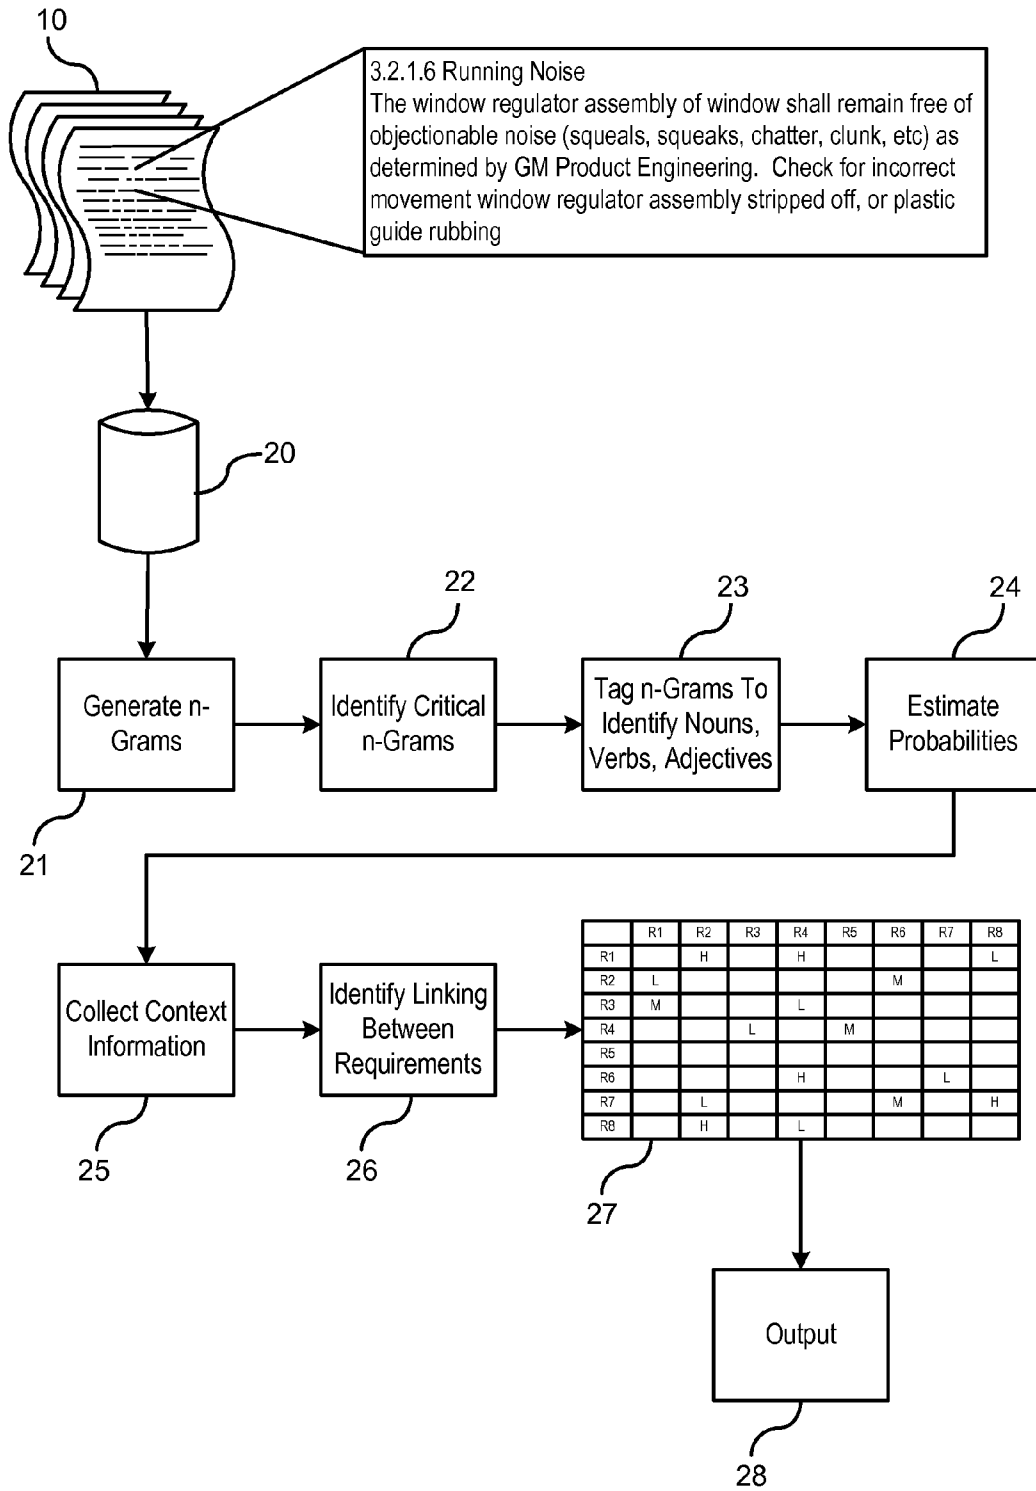 10
3.2.1.6 Running Noise
The window regulator assembly of window shall remain free of
objectionable noise (squeals, squeaks, chatter, clunk, etc) as
determined by GM Product Engineering.  Check for incorrect
movement window regulator assembly stripped off, or plastic
guide rubbing
20
22
23
24
Generate n-
Grams
Identify Critical
n-Grams
Tag n-Grams To
Identify Nouns,
Verbs, Adjectives
Estimate
Probabilities
21
Collect Context
Information
Identify Linking
Between
Requirements
R1 R2 R3 R4 R5 R6 R7 R8
R1 H H L
R2 L M
R3 M L
R4 L M
R5
R6 H L
R7 L M H
R8 H L
25
26
27
Output
28